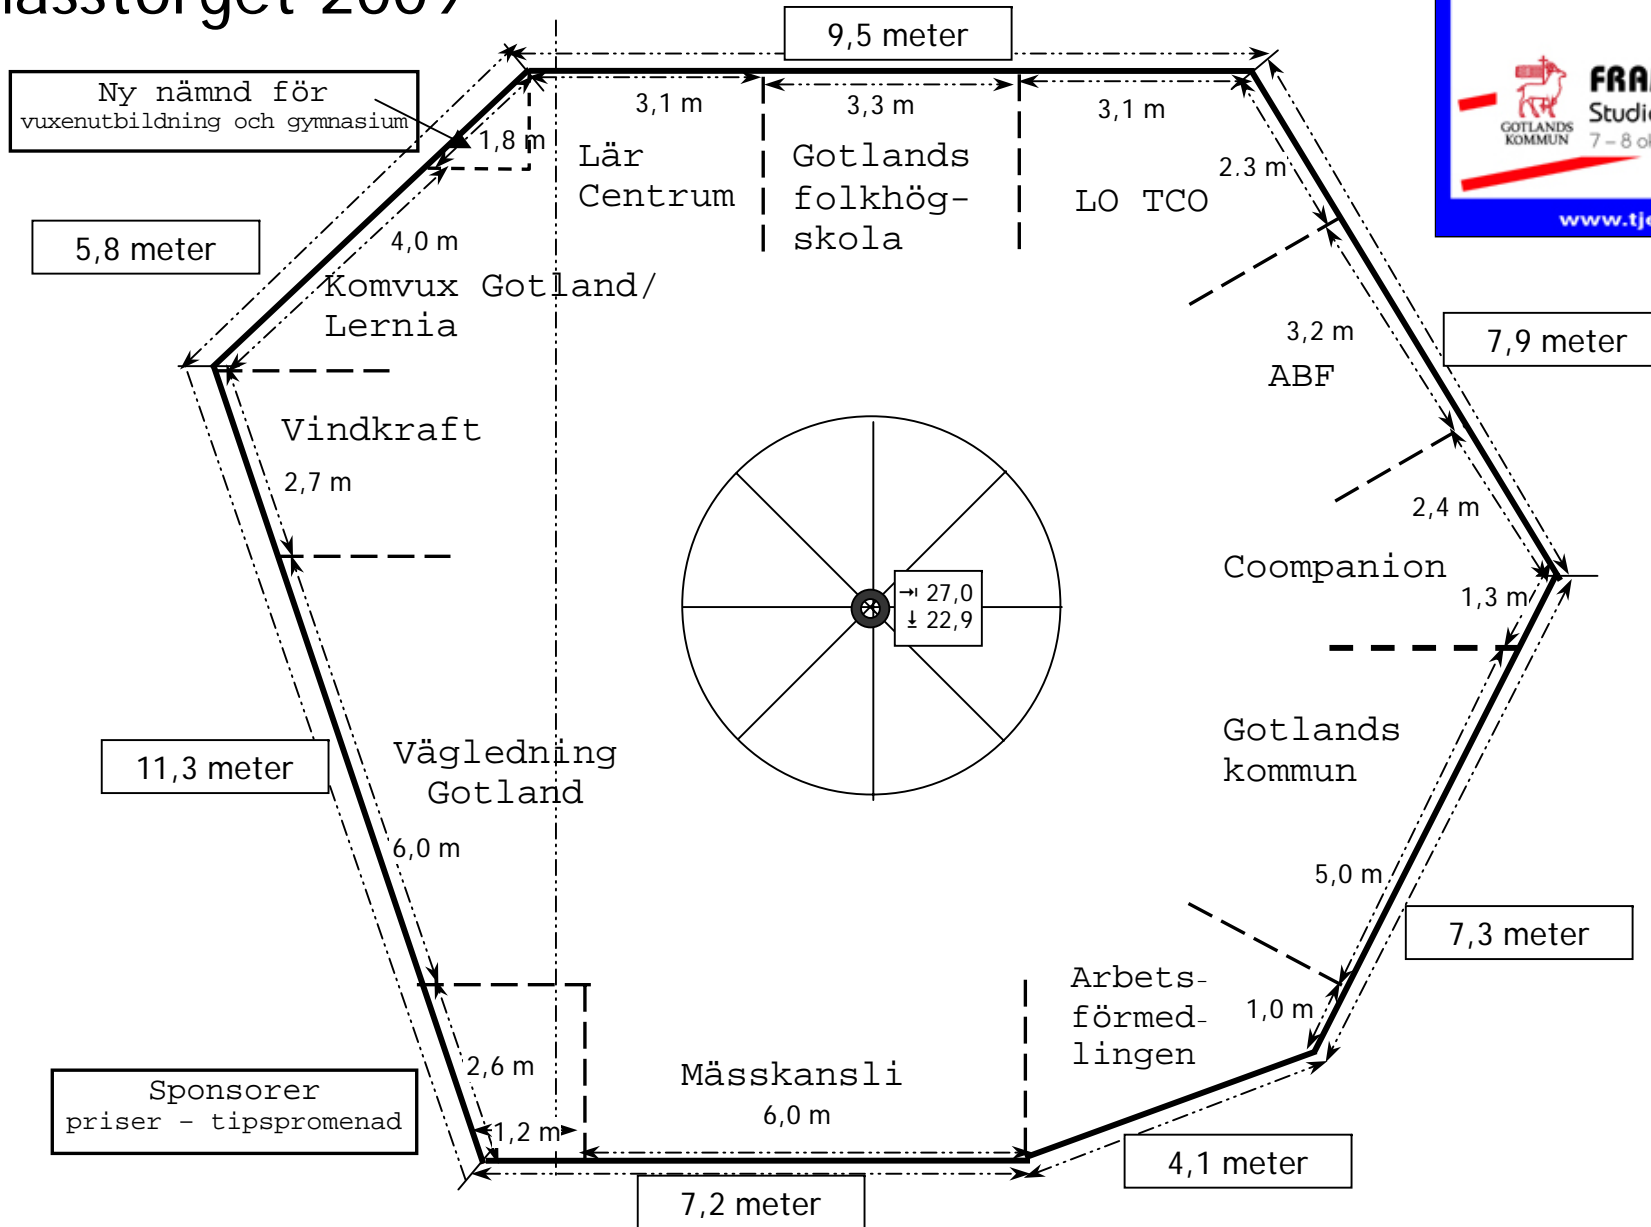 2009
9,5 meter
Ny nämnd för
vuxenutbildning och gymnasium
GOTLANDS
KOMMUN
7–8
www.tj
3,1 m
3,3 m
3,1 m
1,8 m
Lär
Centrum
Gotlands
folkhög-
skola
LO TCO
2.3 m
5,8 meter
4,0 m
Komvux Gotland/
Lernia
3,2 m
7,9 meter
ABF
Vindkraft
2,7 m
2,4 m
Coompanion
1,3 m
27,0
22,9
Gotlands
kommun
Vägledning
Gotland
11,3 meter
6,0 m
5,0 m
7,3 meter
Arbets-
förmed-
lingen
1,0 m
2,6 m
Mässkansli
6,0 m
Sponsorer
priser – tipspromenad
1,2 m
4,1 meter
7,2 meter